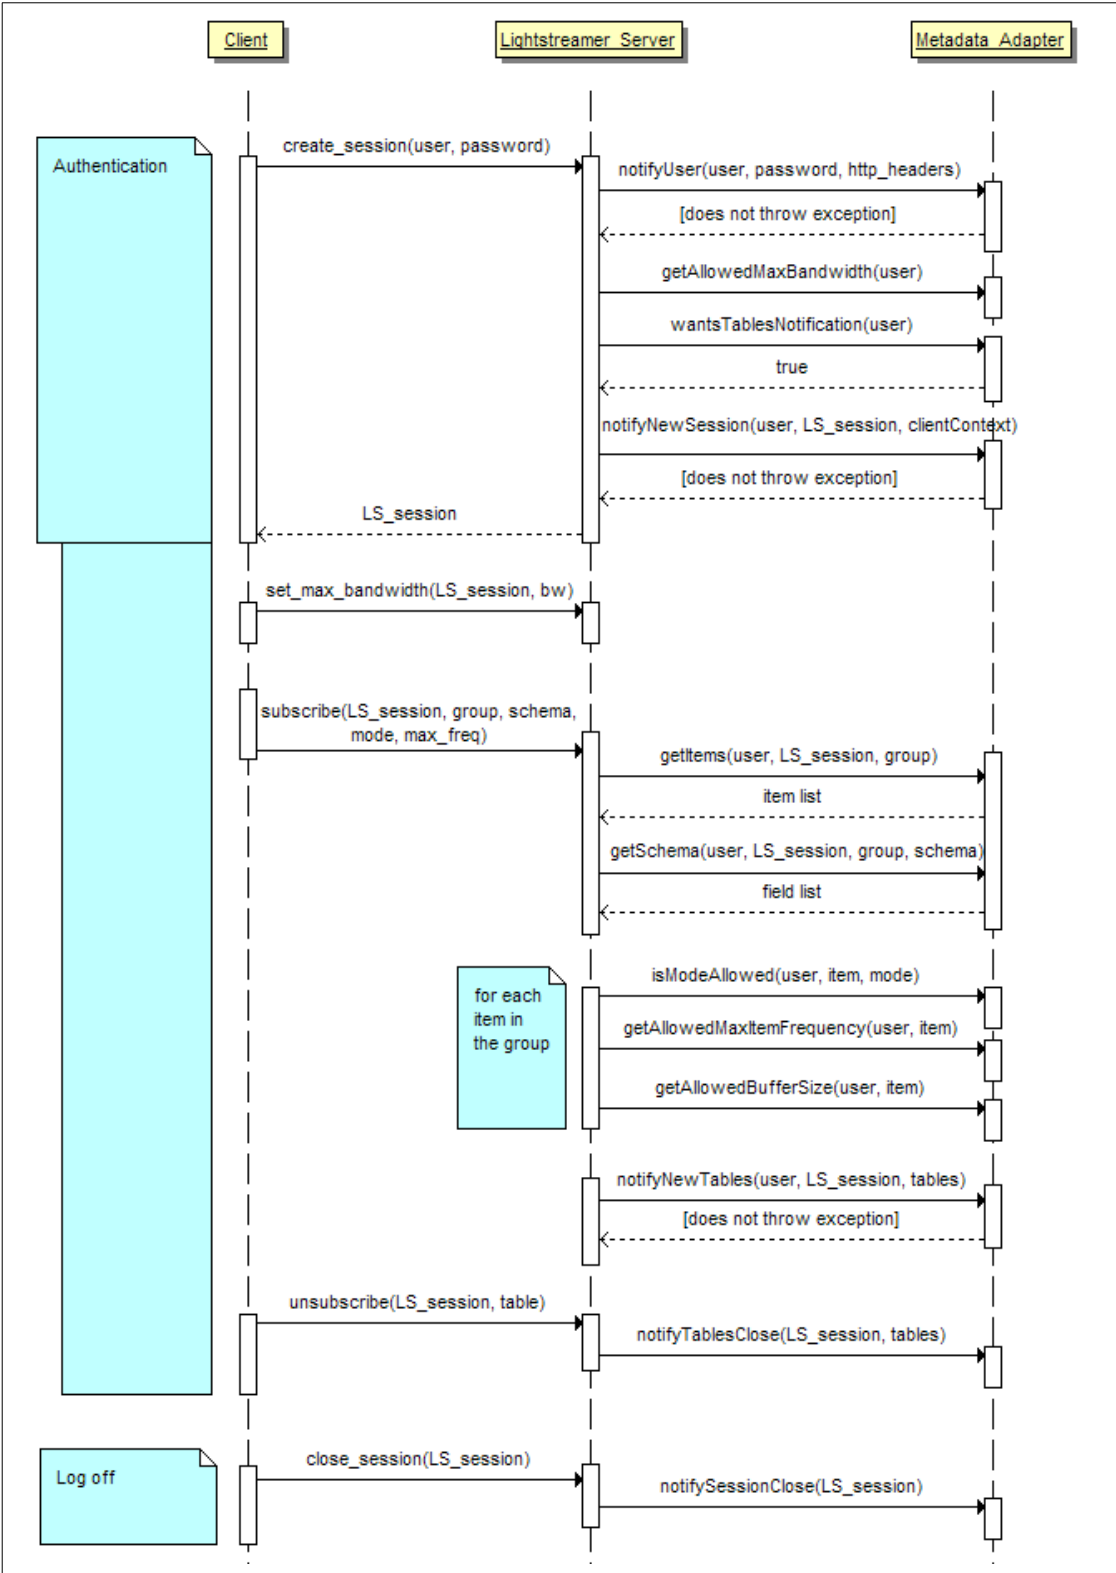 Client
Lightstreamer_Server
Metadata_Adapter
Authentication
create_session(user, password)
notifyUser(user, password, http_headers)
[does not throw exception]
getAllowedMaxBandwidth(user)
wantsTablesNotification(user)
true
notifyNewSession(user, LS_session, clientContext)
[does not throw exception]
LS_session
set_max_bandwidth(LS_session, bw)
subscribe(LS_session, group, schema,
mode, max_freq)
getItems(user, LS_session, group)
item list
getSchema(user, LS_session, group, schema)
field list
for each
item in
the group
isModeAllowed(user, item, mode)
getAllowedMaxItemFrequency(user, item)
getAllowedBufferSize(user, item)
notifyNewTables(user, LS_session, tables)
[does not throw exception]
unsubscribe(LS_session, table)
notifyTablesClose(LS_session, tables)
Log off
close_session(LS_session)
notifySessionClose(LS_session)